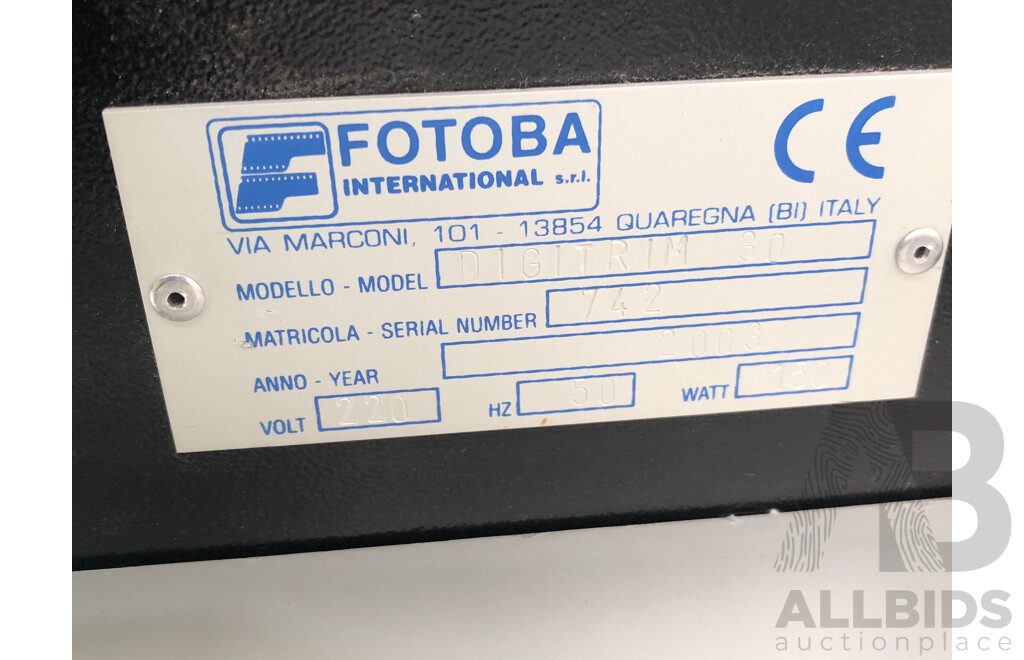 FOTOBA
INTERNATIONAL s.r.l.
CE
VIA MARCONI, 101 - 13854 QUAREGNA (BI) ITALY
MODELLO - MODEL DIGITRIM 30
MATRICOLA - SERIAL NUMBER 742
ANNO - YEAR 2003
VOLT 220 HZ 50 WATT
AB
ALLBIDS
auctionplace